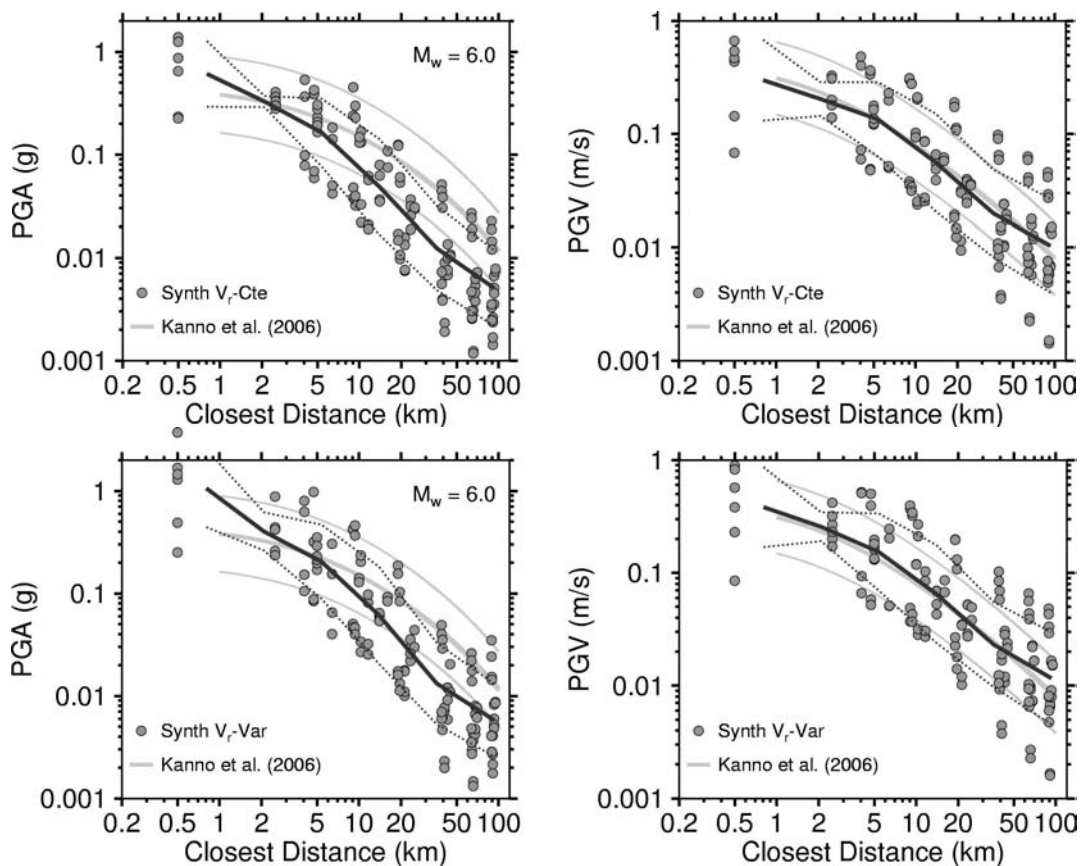 1
0.1
0.01
0.001
PGA (g)
M_w = 6.0
Synth V_r-Cte
Kanno et al. (2006)
0.2 0.5 1 2 5 10 20 50 100
Closest Distance (km)
1
0.1
0.01
0.001
PGV (m/s)
Synth V_r-Cte
Kanno et al. (2006)
0.2 0.5 1 2 5 10 20 50 100
Closest Distance (km)
1
0.1
0.01
0.001
PGA (g)
M_w = 6.0
Synth V_r-Var
Kanno et al. (2006)
0.2 0.5 1 2 5 10 20 50 100
Closest Distance (km)
1
0.1
0.01
0.001
PGV (m/s)
Synth V_r-Var
Kanno et al. (2006)
0.2 0.5 1 2 5 10 20 50 100
Closest Distance (km)